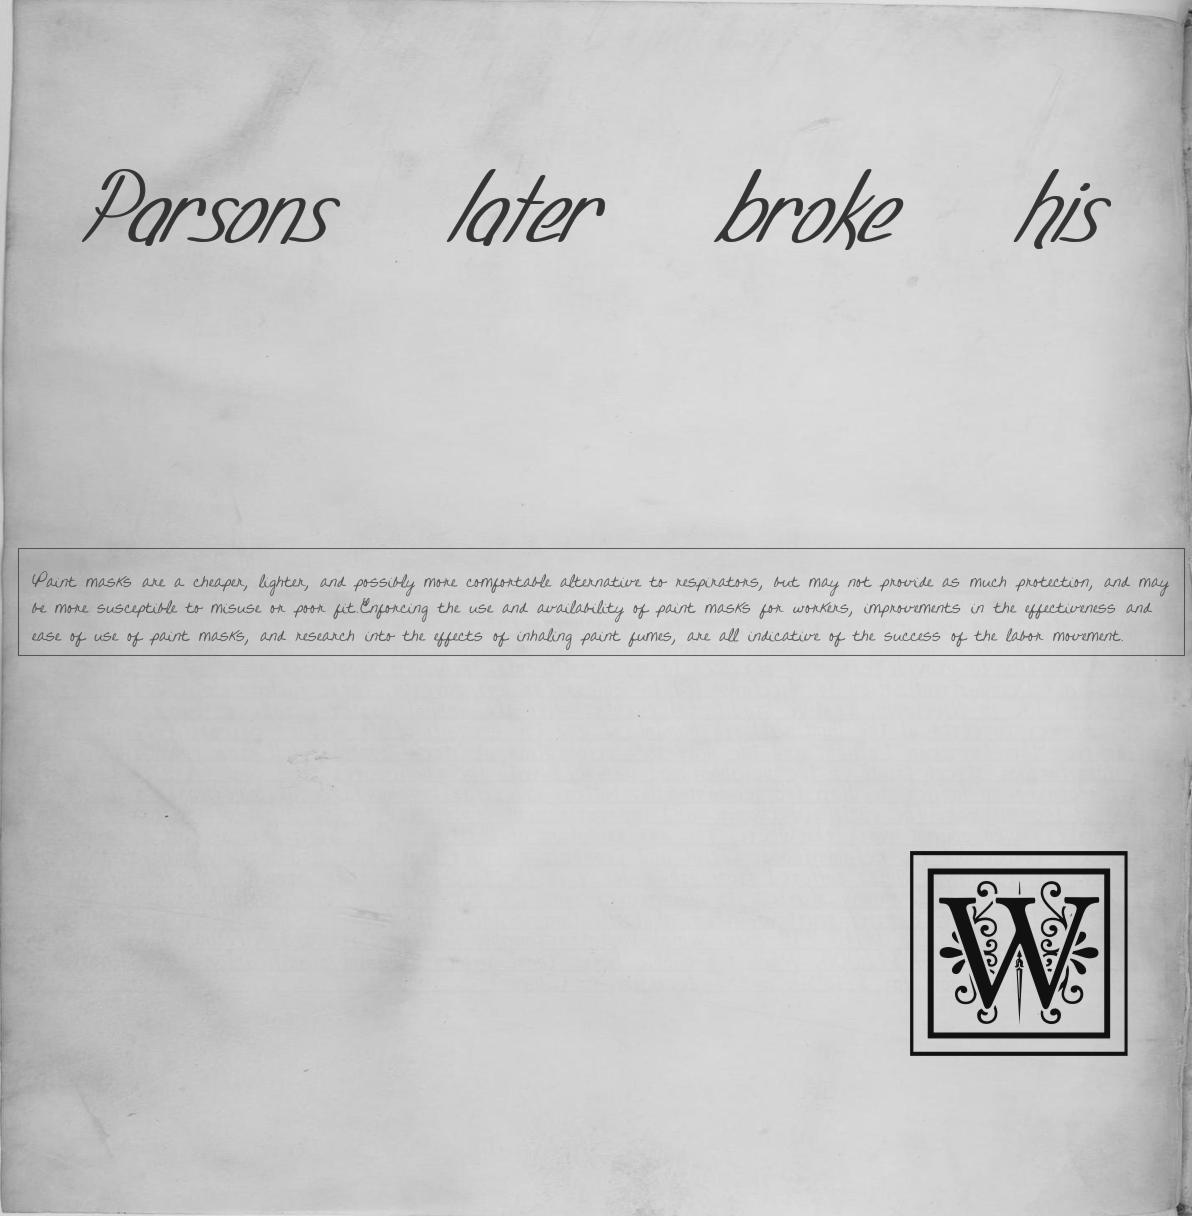 Parsons later broke his
Paint masks are a cheaper, lighter, and possibly more comfortable alternative to respirators, but may not provide as much protection, and may
be more susceptible to misuse or poor fit. Enforcing the use and availability of paint masks for workers, improvements in the effectiveness and
ease of use of paint masks, and research into the effects of inhaling paint fumes, are all indicative of the success of the labor movement.
W